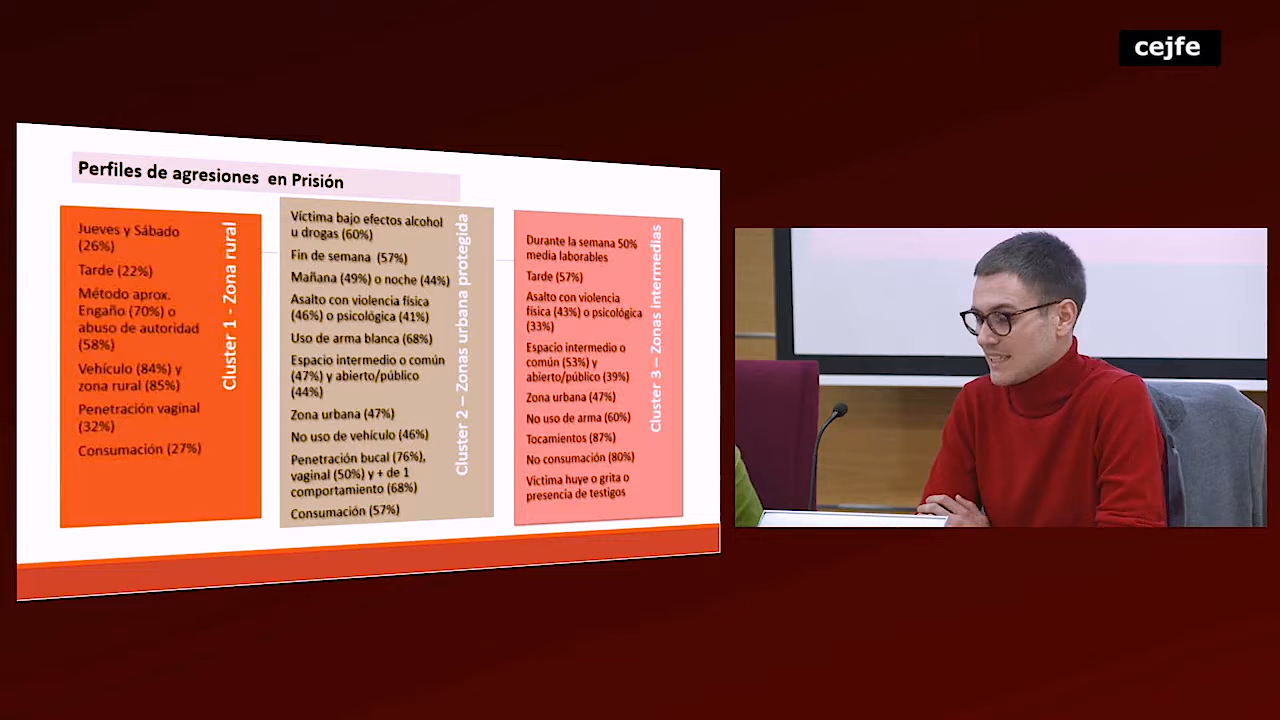 cejfe
Perfiles de agresiones en Prisión
Jueves y Sábado
(26%)
Tarde (22%)
Método aprox.
Engaño (70%) o
abuso de autoridad
(58%)
Vehículo (84%) y
zona rural (85%)
Penetración vaginal
(32%)
Consumación (27%)
Cluster 1 - Zona rural
Víctima bajo efectos alcohol
u drogas (60%)
Fin de semana (57%)
Mañana (49%) o noche (44%)
Asalto con violencia física
(46%) o psicológica (41%)
Uso de arma blanca (68%)
Espacio intermedio o común
(47%) y abierto/público
(44%)
Zona urbana (47%)
No uso de vehículo (46%)
Penetración bucal (76%),
vaginal (50%) y + de 1
comportamiento (68%)
Consumación (57%)
Cluster 2 – Zonas urbana protegida
Durante la semana 50%
media laborables
Tarde (57%)
Asalto con violencia
física (43%) o psicológica
(33%)
Espacio intermedio o
común (53%) y
abierto/público (39%)
Zona urbana (47%)
No uso de arma (60%)
Tocamientos (87%)
No consumación (80%)
Víctima huye o grita o
presencia de testigos
Cluster 3 – Zonas intermedias